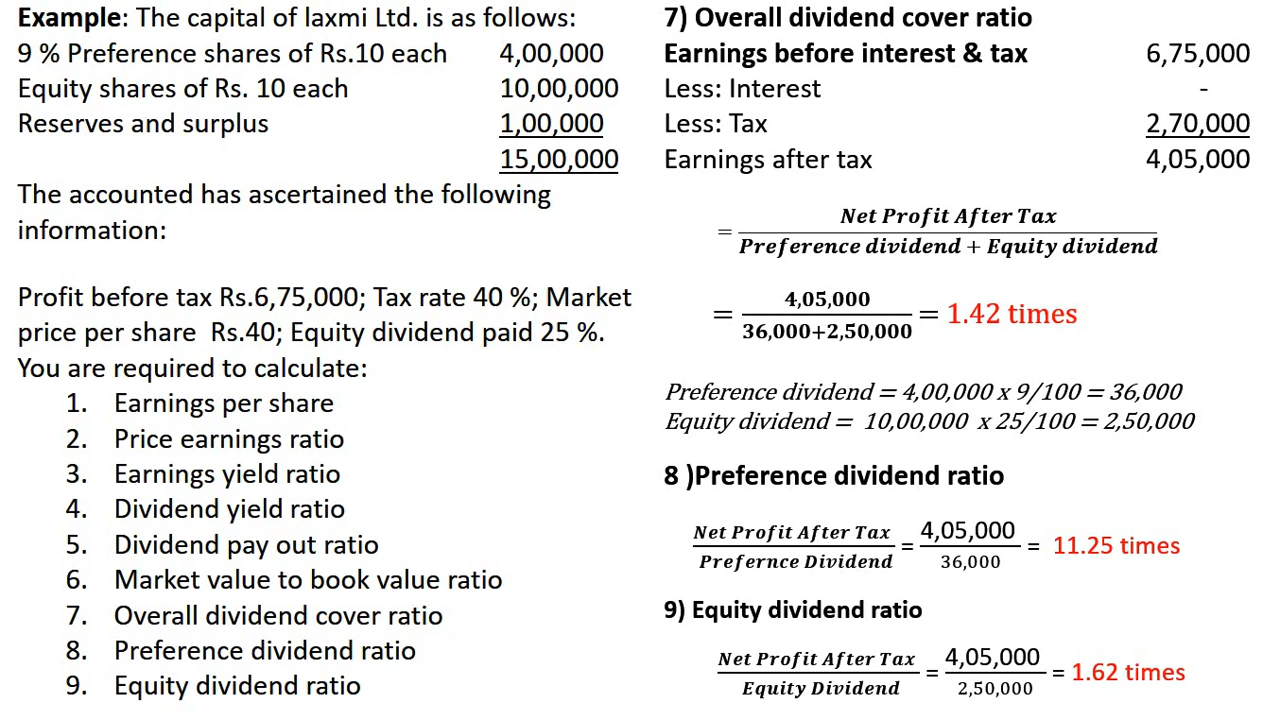 Example: The capital of laxmi Ltd. is as follows:
9 % Preference shares of Rs.10 each 4,00,000
Equity shares of Rs. 10 each 10,00,000
Reserves and surplus 1,00,000
15,00,000
The accounted has ascertained the following
information:
Profit before tax Rs.6,75,000; Tax rate 40 %; Market
price per share Rs.40; Equity dividend paid 25 %.
You are required to calculate:
1. Earnings per share
2. Price earnings ratio
3. Earnings yield ratio
4. Dividend yield ratio
5. Dividend pay out ratio
6. Market value to book value ratio
7. Overall dividend cover ratio
8. Preference dividend ratio
9. Equity dividend ratio
7) Overall dividend cover ratio
Earnings before interest & tax 6,75,000
Less: Interest -
Less: Tax 2,70,000
Earnings after tax 4,05,000
Net Profit After Tax
=
Preference dividend + Equity dividend
4,05,000
= = 1.42 times
36,000+2,50,000
Preference dividend = 4,00,000 x 9/100 = 36,000
Equity dividend = 10,00,000 x 25/100 = 2,50,000
8 )Preference dividend ratio
Net Profit After Tax 4,05,000
= = 11.25 times
Prefernce Dividend 36,000
9) Equity dividend ratio
Net Profit After Tax 4,05,000
= = 1.62 times
Equity Dividend 2,50,000